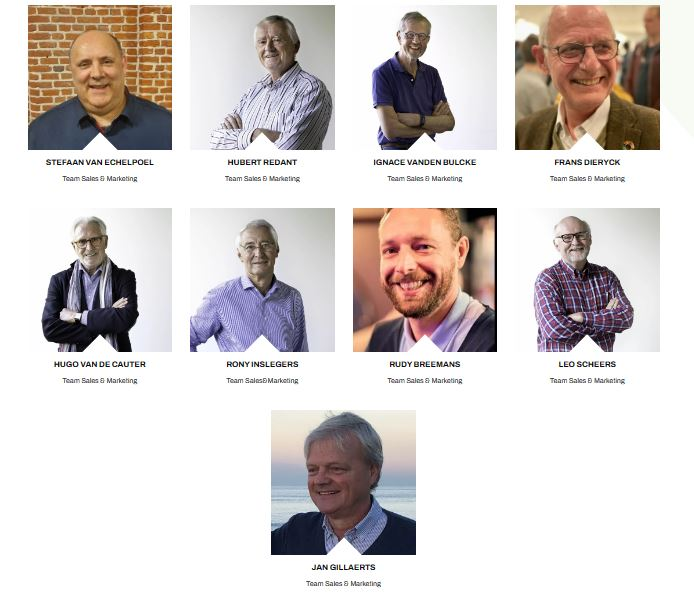 STEFAAN VAN ECHELPOEL
Team Sales & Marketing
HUBERT REDANT
Team Sales & Marketing
IGNACE VANDEN BULCKE
Team Sales & Marketing
FRANS DIERYCK
Team Sales & Marketing
HUGO VAN DE CAUTER
Team Sales & Marketing
RONY INSLEGERS
Team Sales&Marketing
RUDY BREEMANS
Team Sales & Marketing
LEO SCHEERS
Team Sales & Marketing
JAN GILLAERTS
Team Sales & Marketing